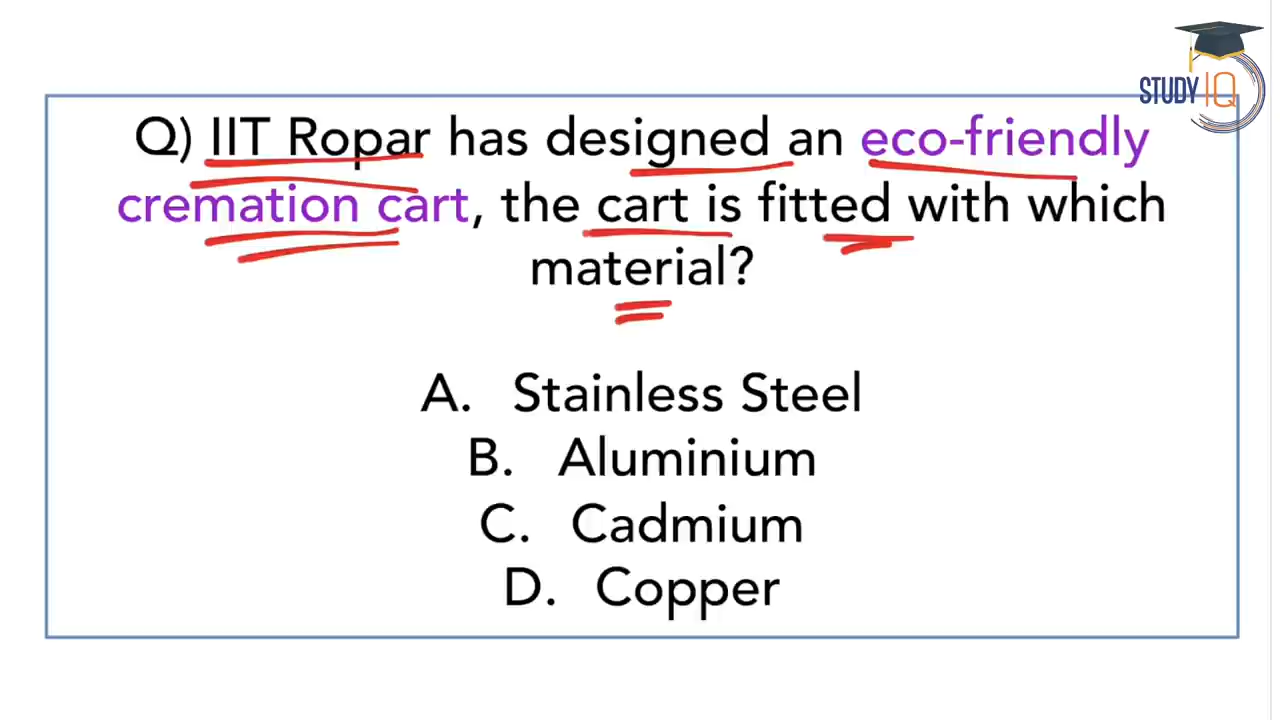 STUDY IQ
Q) IIT Ropar has designed an eco-friendly
cremation cart, the cart is fitted with which
material?
A. Stainless Steel
B. Aluminium
C. Cadmium
D. Copper